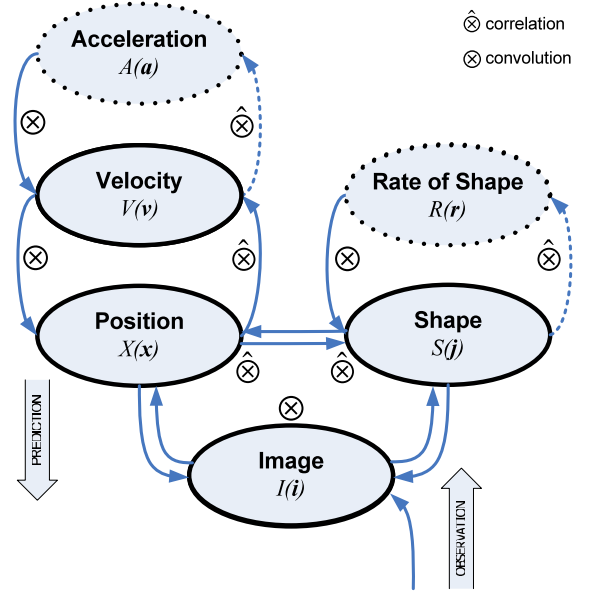 Acceleration
A(a)
⊗̂ correlation
⊗ convolution
⊗
⊗̂
Velocity
V(v)
Rate of Shape
R(r)
⊗
⊗̂
⊗
⊗̂
Position
X(x)
Shape
S(j)
⊗̂
⊗̂
⊗
PREDICTION
Image
I(i)
OBSERVATION